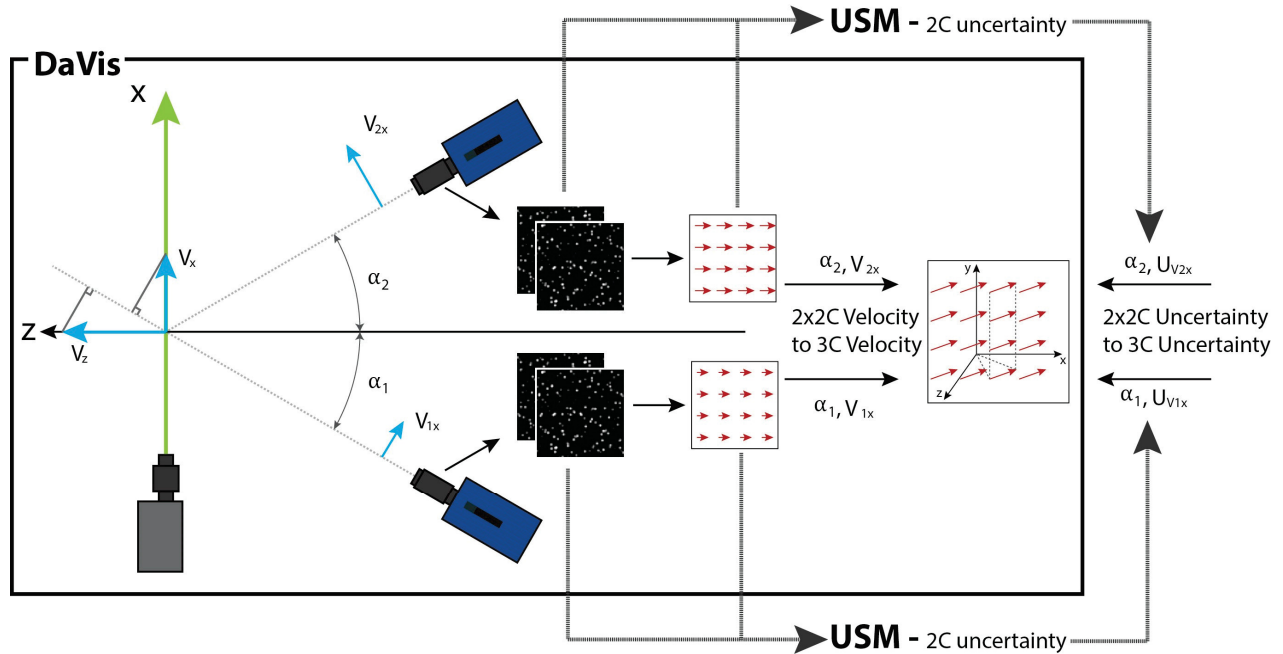 USM - 2C uncertainty
DaVis
X
V2x
Vx
α2
α2, V2x
y
α2, UV2x
Z
Vz
2x2C Velocity
to 3C Velocity
x
z
2x2C Uncertainty
to 3C Uncertainty
α1
α1, V1x
α1, UV1x
V1x
USM - 2C uncertainty